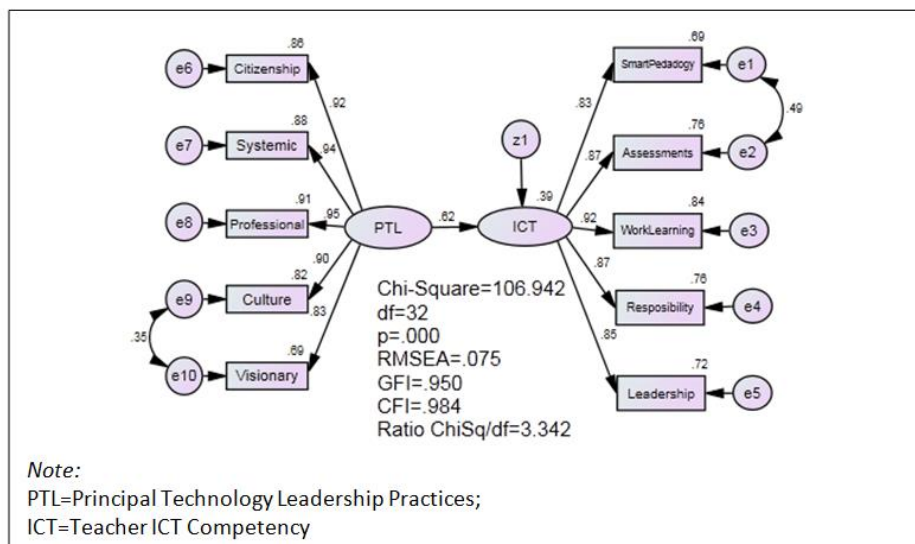 .86
e6
Citizenship
.92
.88
e7
Systemic
.94
.91
e8
Professional
.95
.90
.82
e9
Culture
.83
.35
.69
e10
Visionary
PTL
.62
z1
.39
ICT
.69
SmartPedadogy
e1
.83
.49
.76
Assessments
e2
.87
.84
WorkLearning
e3
.92
.76
Resposibility
e4
.87
.72
Leadership
e5
.85
Chi-Square=106.942
df=32
p=.000
RMSEA=.075
GFI=.950
CFI=.984
Ratio ChiSq/df=3.342
Note:
PTL=Principal Technology Leadership Practices;
ICT=Teacher ICT Competency